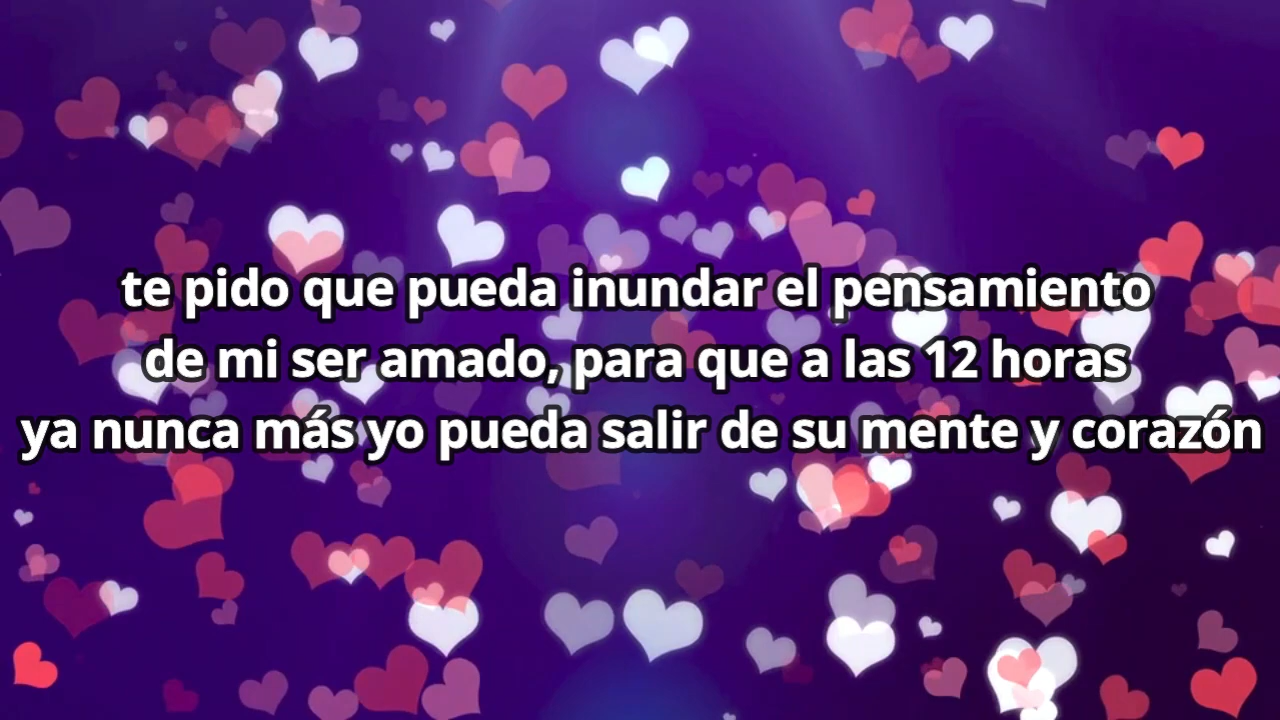 te pido que pueda inundar el pensamiento
de mi ser amado, para que a las 12 horas
ya nunca más yo pueda salir de su mente y corazón